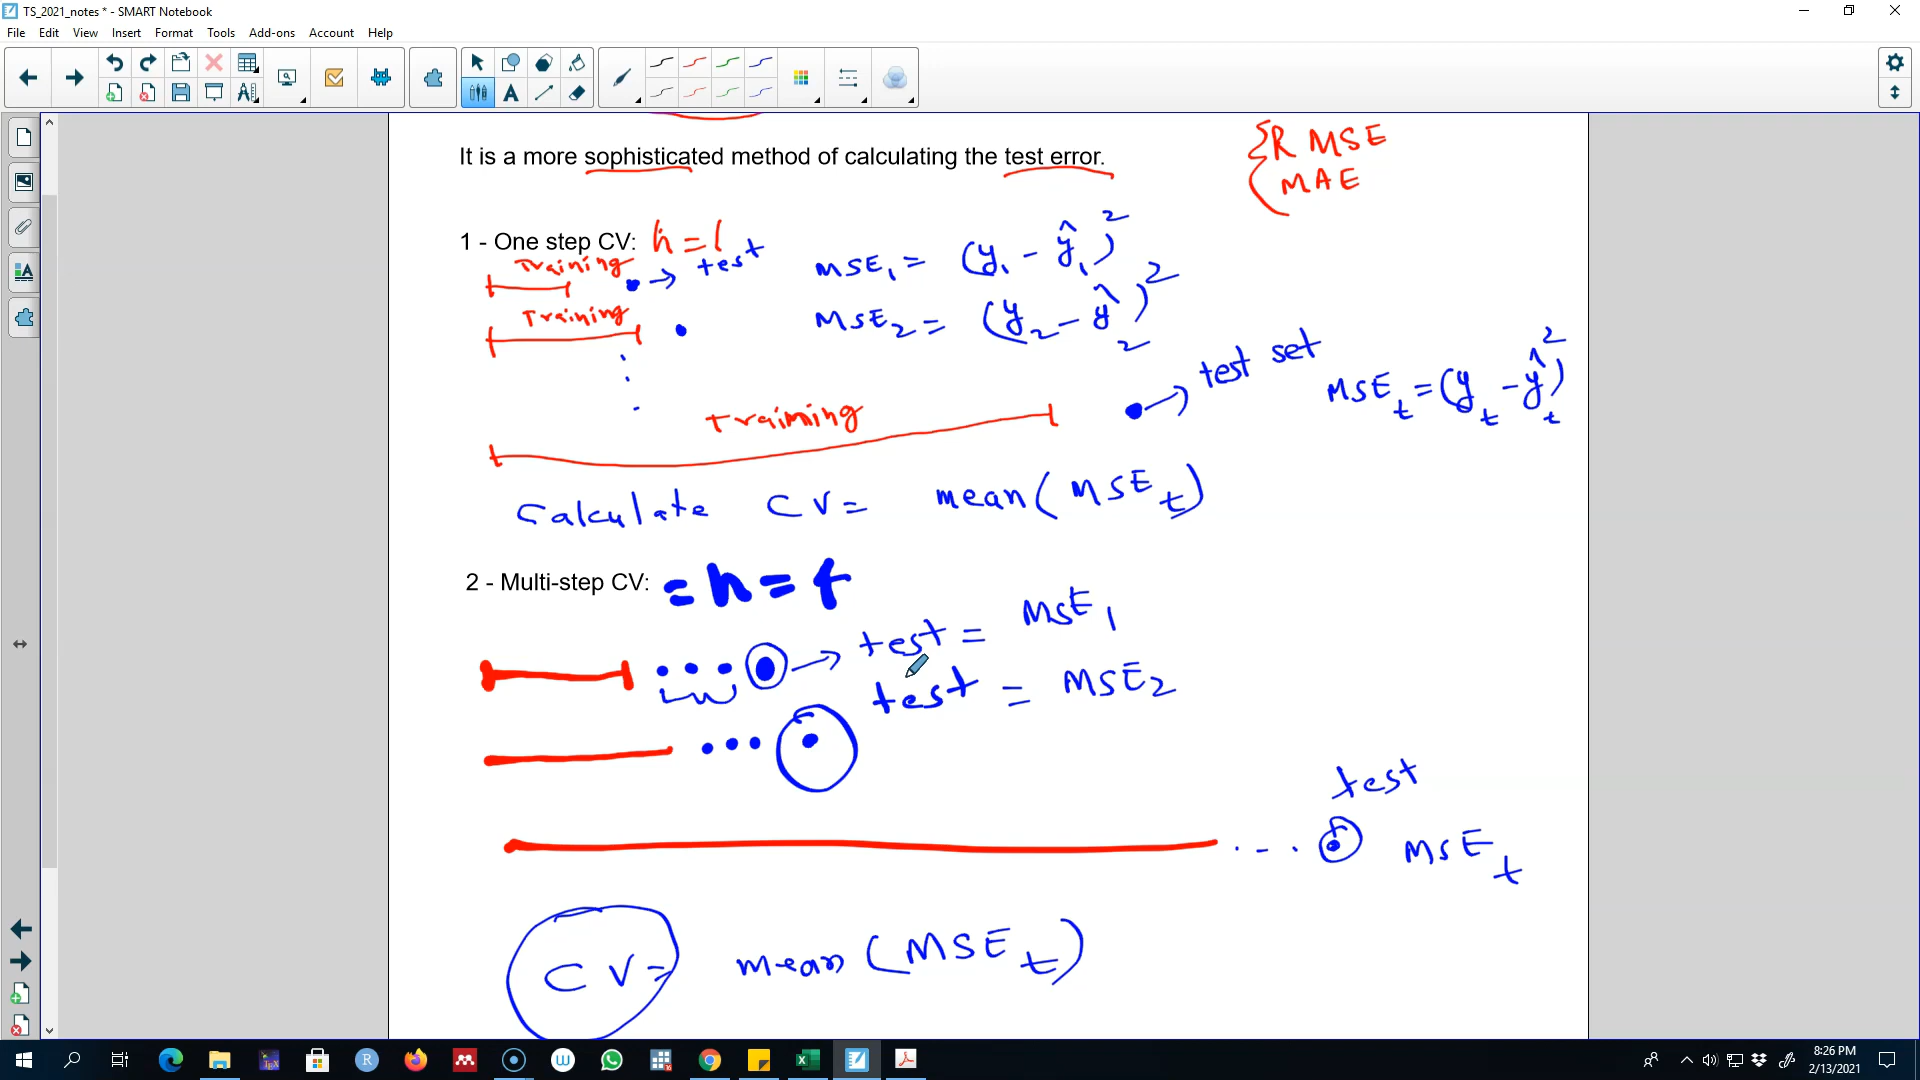 TS_2021_notes * - SMART Notebook
File Edit View Insert Format Tools Add-ons Account Help
It is a more sophisticated method of calculating the test error.
R MSE
MAE
1 - One step CV: h = 1
Training → test MSE1 = (y1 - ŷ1)²
Training MSE2 = (y2 - ŷ2)²
Training → test set MSEt = (yt - ŷt)²
Calculate CV = mean(MSEt)
2 - Multi-step CV: = h = 4
→ test = MSE1
test = MSE2
test
MSEt
CV = mean(MSEt)
8:26 PM
2/13/2021